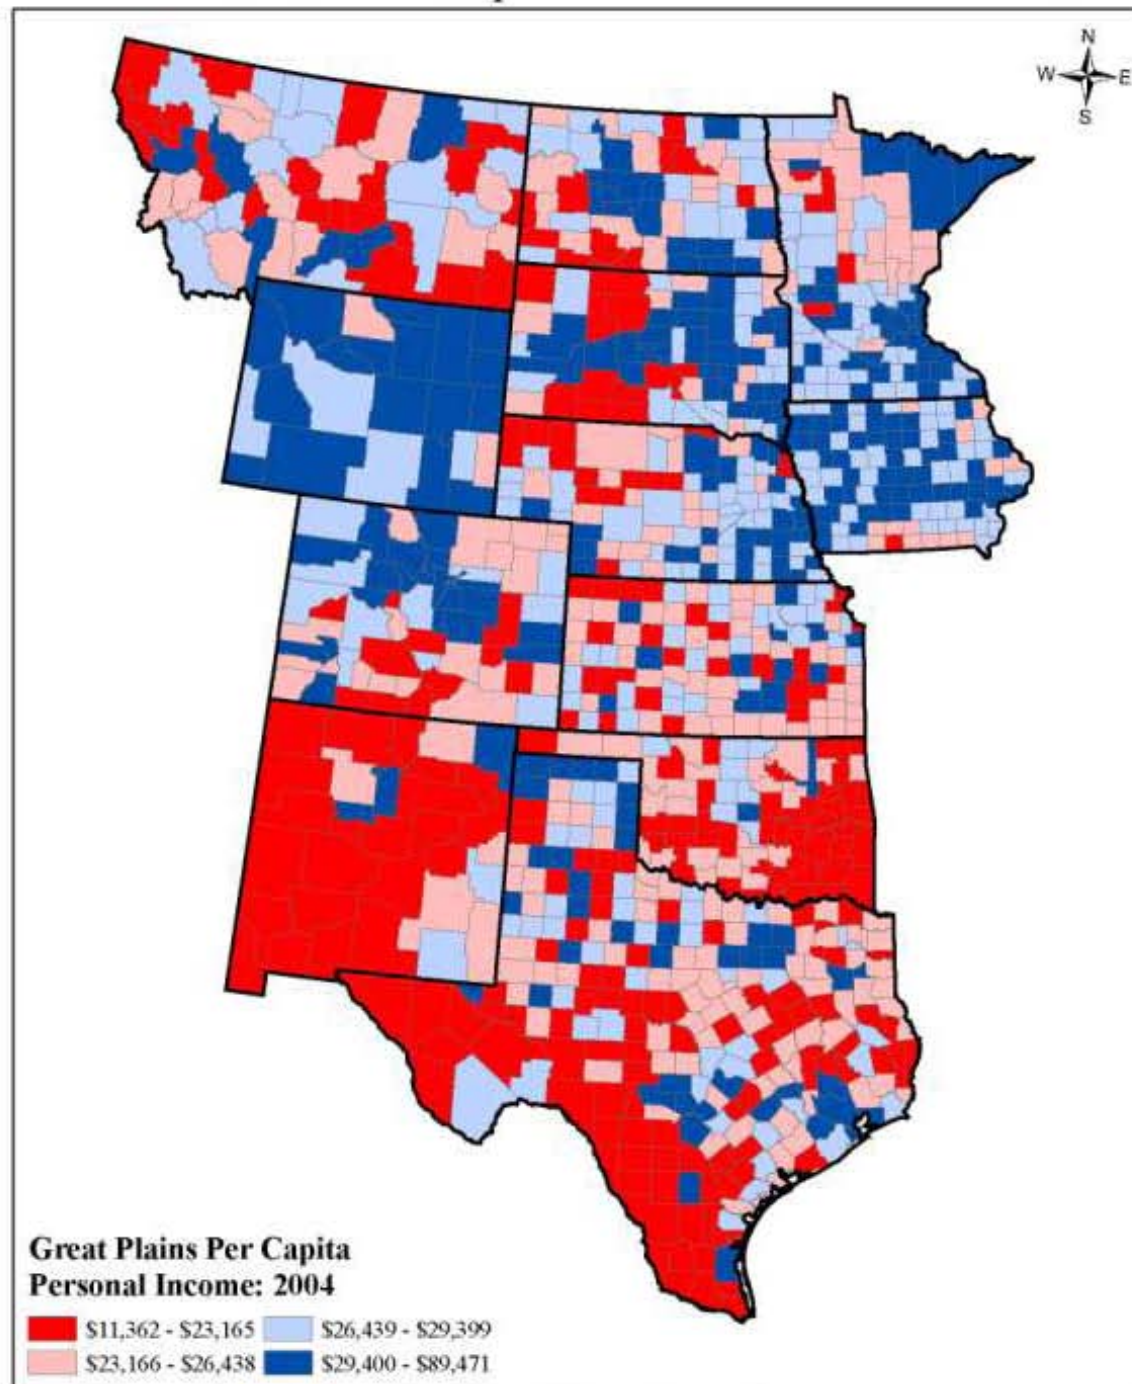 N
W E
S
Great Plains Per Capita
Personal Income: 2004
$11,362 - $23,165 $26,439 - $29,399
$23,166 - $26,438 $29,400 - $89,471